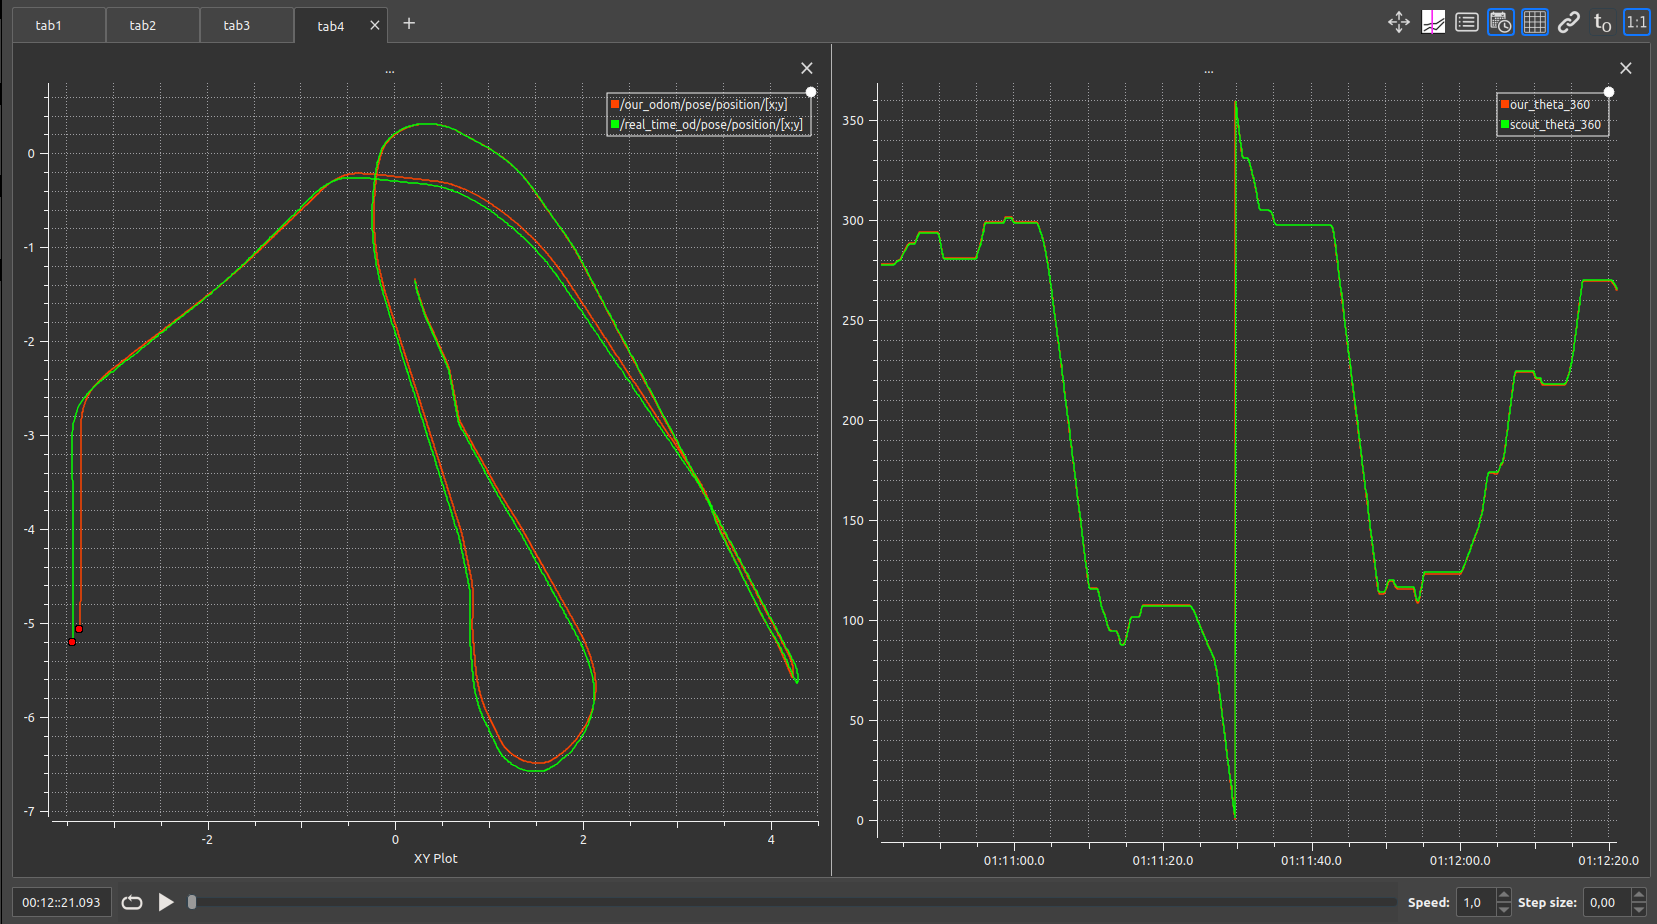 tab1 tab2 tab3 tab4
t0 1:1
...
/our_odom/pose/position/[x;y]
/real_time_od/pose/position/[x;y]
0
-1
-2
-3
-4
-5
-6
-7
-2 0 2 4
XY Plot
...
our_theta_360
scout_theta_360
350
300
250
200
150
100
50
0
01:11:00.0 01:11:20.0 01:11:40.0 01:12:00.0 01:12:20.0
00:12::21.093 Speed: 1,0 Step size: 0,00